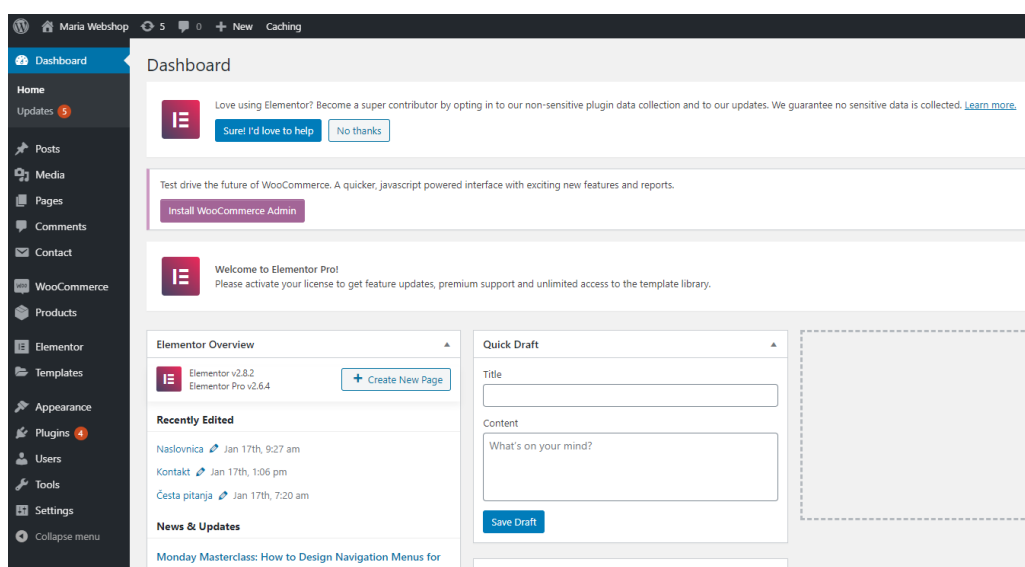 Maria Webshop 5 0 New Caching
Dashboard
Home
Updates 5
Posts
Media
Pages
Comments
Contact
WooCommerce
Products
Elementor
Templates
Appearance
Plugins 4
Users
Tools
Settings
Collapse menu
Dashboard
Love using Elementor? Become a super contributor by opting in to our non-sensitive plugin data collection and to our updates. We guarantee no sensitive data is collected. Learn more.
Sure! I'd love to help No thanks
Test drive the future of WooCommerce. A quicker, javascript powered interface with exciting new features and reports.
Install WooCommerce Admin
Welcome to Elementor Pro!
Please activate your license to get feature updates, premium support and unlimited access to the template library.
Elementor Overview
Elementor v2.8.2
Elementor Pro v2.6.4
Create New Page
Recently Edited
Naslovnica Jan 17th, 9:27 am
Kontakt Jan 17th, 1:06 pm
Česta pitanja Jan 17th, 7:20 am
News & Updates
Monday Masterclass: How to Design Navigation Menus for
Quick Draft
Title
Content
What's on your mind?
Save Draft